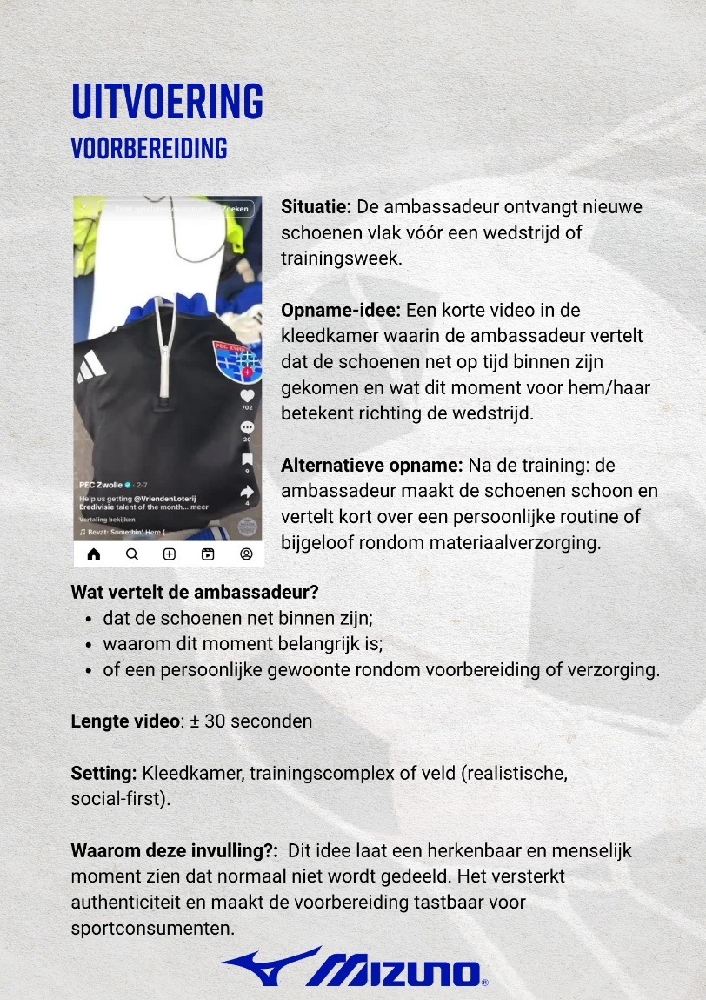 UITVOERING
VOORBEREIDING
Zoeken
PEC ZWO
702
20
9
4
PEC Zwolle · 2-7
Help us getting @VriendenLoterij
Eredivisie talent of the month... meer
Vertaling bekijken
Bevat: Somethin' Here (...
Situatie: De ambassadeur ontvangt nieuwe
schoenen vlak vóór een wedstrijd of
trainingsweek.
Opname-idee: Een korte video in de
kleedkamer waarin de ambassadeur vertelt
dat de schoenen net op tijd binnen zijn
gekomen en wat dit moment voor hem/haar
betekent richting de wedstrijd.
Alternatieve opname: Na de training: de
ambassadeur maakt de schoenen schoon en
vertelt kort over een persoonlijke routine of
bijgeloof rondom materiaalverzorging.
Wat vertelt de ambassadeur?
• dat de schoenen net binnen zijn;
• waarom dit moment belangrijk is;
• of een persoonlijke gewoonte rondom voorbereiding of verzorging.
Lengte video: ± 30 seconden
Setting: Kleedkamer, trainingscomplex of veld (realistische,
social-first).
Waarom deze invulling?: Dit idee laat een herkenbaar en menselijk
moment zien dat normaal niet wordt gedeeld. Het versterkt
authenticiteit en maakt de voorbereiding tastbaar voor
sportconsumenten.
MIZUNO®